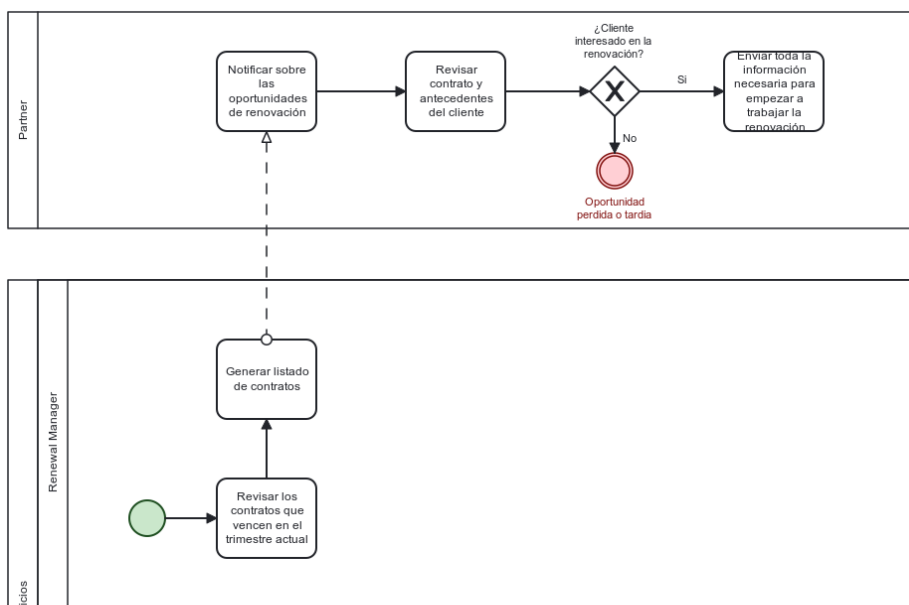 Partner
Notificar sobre
las
oportunidades
de renovación
Revisar
contrato y
antecedentes
del cliente
¿Cliente
interesado en la
renovación?
Si
No
Enviar toda la
información
necesaria para
empezar a
trabajar la
renovación
Oportunidad
perdida o tardia
Renewal Manager
Generar listado
de contratos
Revisar los
contratos que
vencen en el
trimestre actual
icios